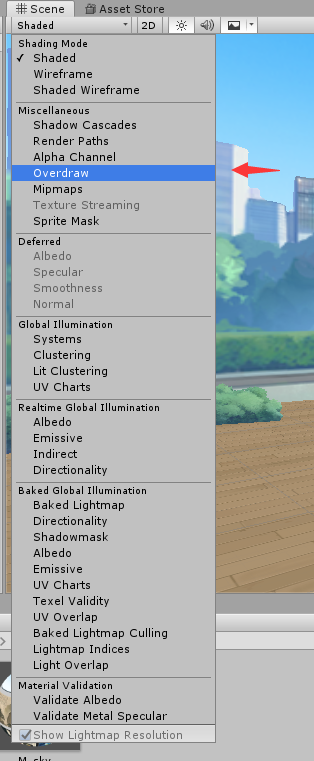 Scene Asset Store
Shaded 2D
Shading Mode
Shaded
Wireframe
Shaded Wireframe
Miscellaneous
Shadow Cascades
Render Paths
Alpha Channel
Overdraw
Mipmaps
Texture Streaming
Sprite Mask
Deferred
Albedo
Specular
Smoothness
Normal
Global Illumination
Systems
Clustering
Lit Clustering
UV Charts
Realtime Global Illumination
Albedo
Emissive
Indirect
Directionality
Baked Global Illumination
Baked Lightmap
Directionality
Shadowmask
Albedo
Emissive
UV Charts
Texel Validity
UV Overlap
Baked Lightmap Culling
Lightmap Indices
Light Overlap
Material Validation
Validate Albedo
Validate Metal Specular
Show Lightmap Resolution